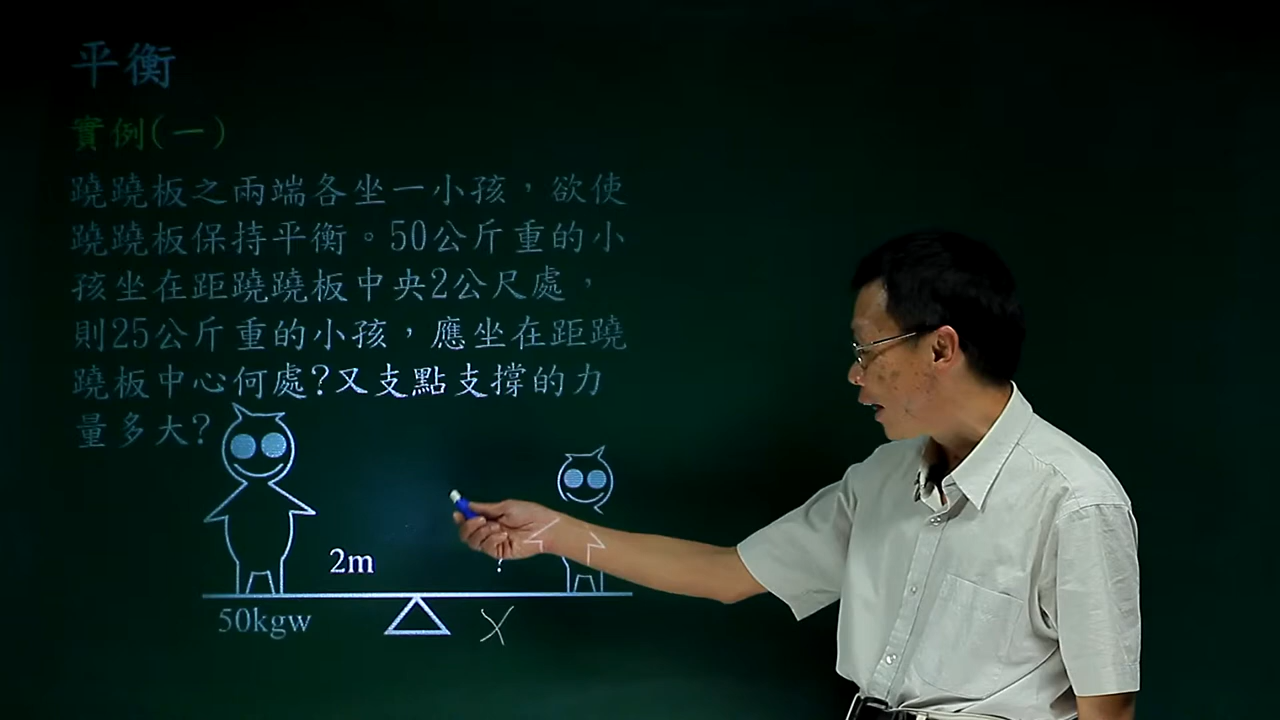 平衡
實例(一)
蹺蹺板之兩端各坐一小孩，欲使
蹺蹺板保持平衡。50公斤重的小
孩坐在距蹺蹺板中央2公尺處，
則25公斤重的小孩，應坐在距蹺
蹺板中心何處?又支點支撐的力
量多大?
2m
?
50kgw
X